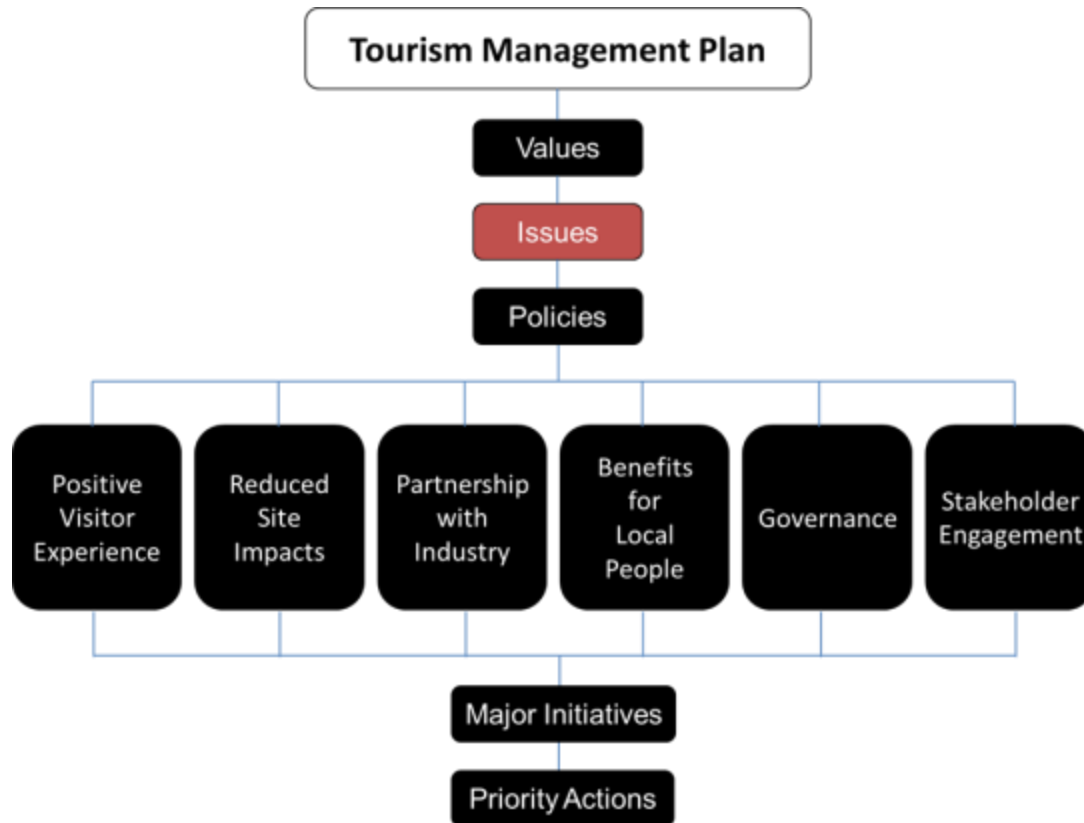 Tourism Management Plan
Values
Issues
Policies
Positive
Visitor
Experience
Reduced
Site
Impacts
Partnership
with
Industry
Benefits
for
Local
People
Governance
Stakeholder
Engagement
Major Initiatives
Priority Actions